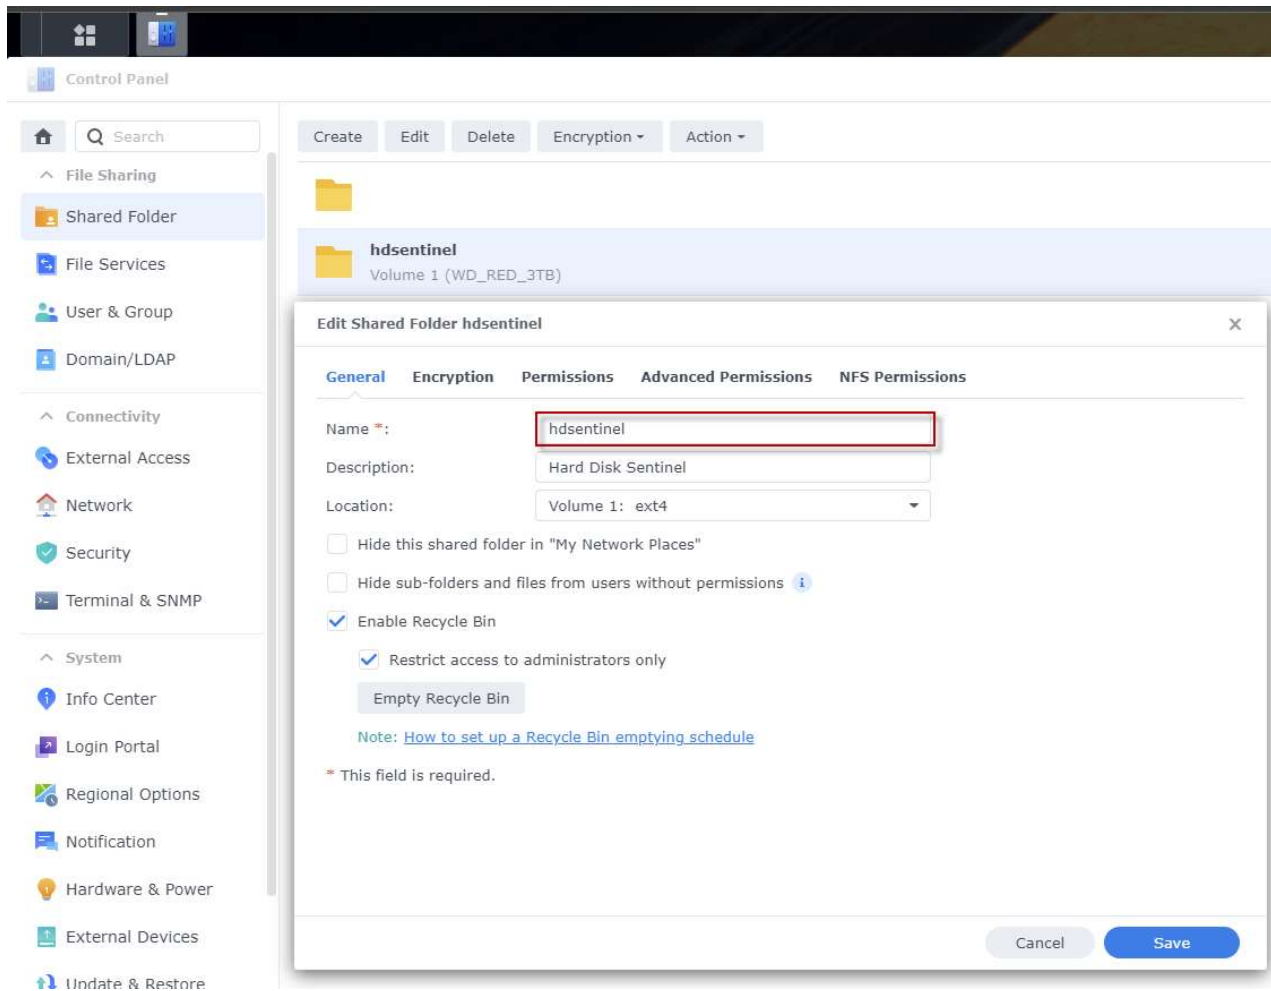 Control Panel
Search
Create Edit Delete Encryption Action
File Sharing
Shared Folder
File Services
User & Group
Domain/LDAP
Connectivity
External Access
Network
Security
Terminal & SNMP
System
Info Center
Login Portal
Regional Options
Notification
Hardware & Power
External Devices
Update & Restore
hdsentinel
Volume 1 (WD_RED_3TB)
Edit Shared Folder hdsentinel
General Encryption Permissions Advanced Permissions NFS Permissions
Name *: hdsentinel
Description: Hard Disk Sentinel
Location: Volume 1: ext4
Hide this shared folder in "My Network Places"
Hide sub-folders and files from users without permissions
Enable Recycle Bin
Restrict access to administrators only
Empty Recycle Bin
Note: How to set up a Recycle Bin emptying schedule
* This field is required.
Cancel Save